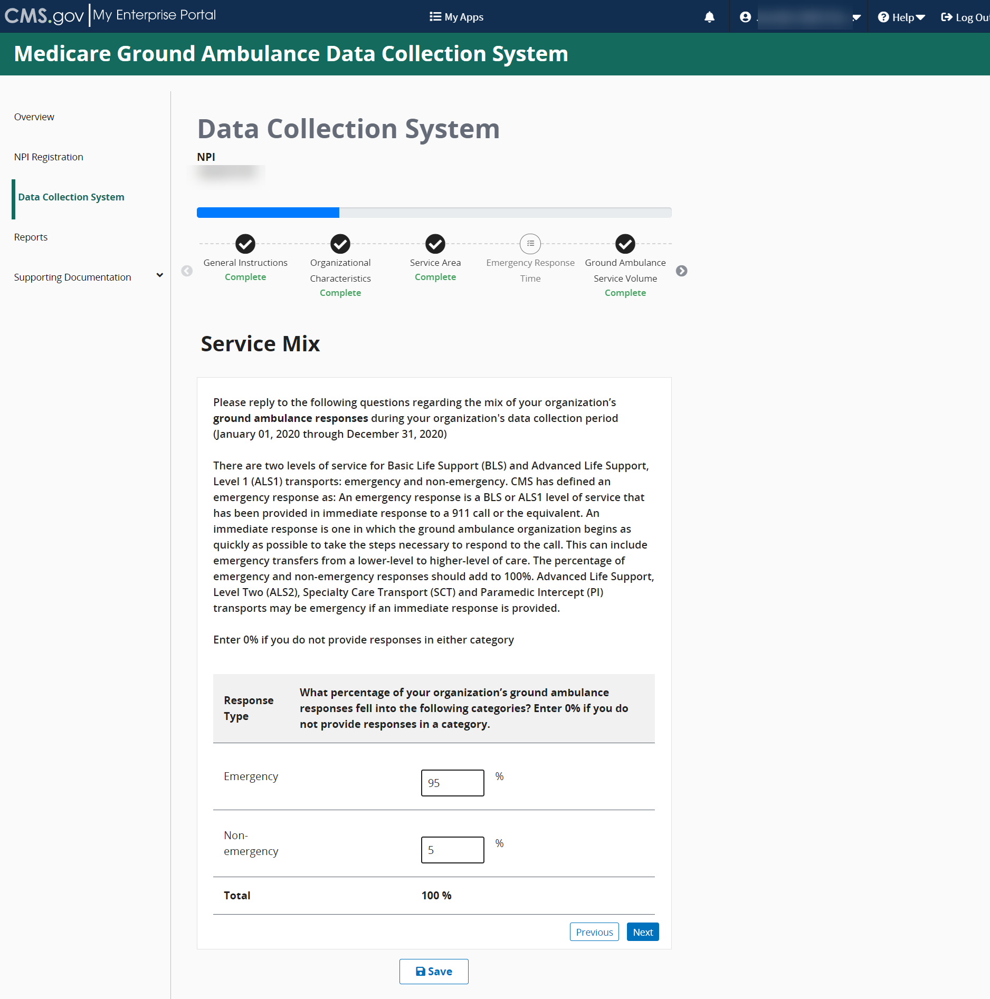 CMS.gov My Enterprise Portal
My Apps
Help
Log Out
Medicare Ground Ambulance Data Collection System
Overview
NPI Registration
Data Collection System
Reports
Supporting Documentation
Data Collection System
NPI
General Instructions
Complete
Organizational
Characteristics
Complete
Service Area
Complete
Emergency Response
Time
Ground Ambulance
Service Volume
Complete
Service Mix
Please reply to the following questions regarding the mix of your organization’s
ground ambulance responses during your organization's data collection period
(January 01, 2020 through December 31, 2020)
There are two levels of service for Basic Life Support (BLS) and Advanced Life Support,
Level 1 (ALS1) transports: emergency and non-emergency. CMS has defined an
emergency response as: An emergency response is a BLS or ALS1 level of service that
has been provided in immediate response to a 911 call or the equivalent. An
immediate response is one in which the ground ambulance organization begins as
quickly as possible to take the steps necessary to respond to the call. This can include
emergency transfers from a lower-level to higher-level of care. The percentage of
emergency and non-emergency responses should add to 100%. Advanced Life Support,
Level Two (ALS2), Specialty Care Transport (SCT) and Paramedic Intercept (PI)
transports may be emergency if an immediate response is provided.
Enter 0% if you do not provide responses in either category
Response
Type
What percentage of your organization’s ground ambulance
responses fell into the following categories? Enter 0% if you do
not provide responses in a category.
Emergency 95 %
Non-
emergency 5 %
Total 100 %
Previous Next
Save